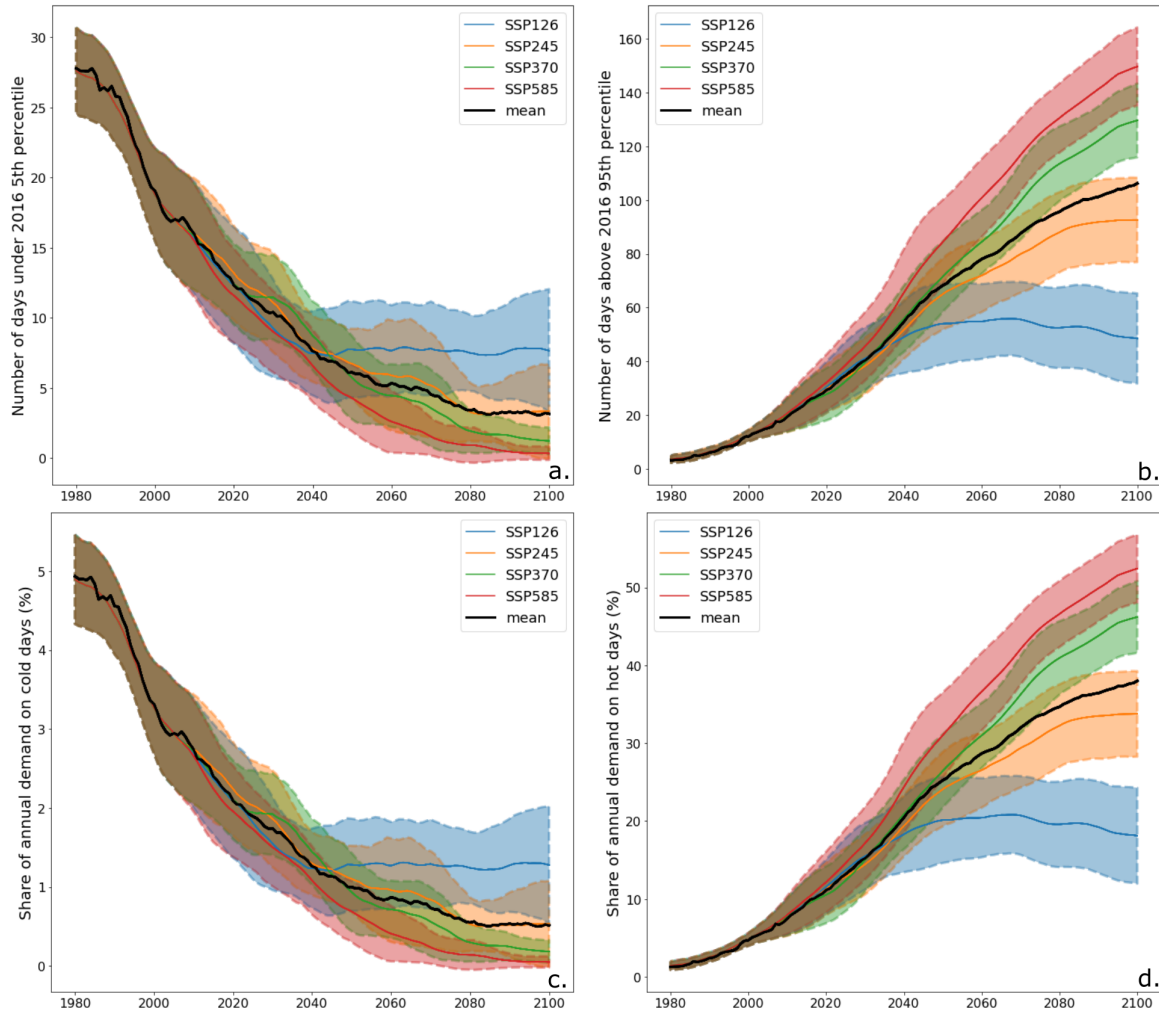 Number of days under 2016 5th percentile
30
25
20
15
10
5
0
SSP126
SSP245
SSP370
SSP585
mean
a.
1980 2000 2020 2040 2060 2080 2100
Number of days above 2016 95th percentile
160
140
120
100
80
60
40
20
0
SSP126
SSP245
SSP370
SSP585
mean
b.
1980 2000 2020 2040 2060 2080 2100
Share of annual demand on cold days (%)
5
4
3
2
1
0
SSP126
SSP245
SSP370
SSP585
mean
c.
1980 2000 2020 2040 2060 2080 2100
Share of annual demand on hot days (%)
50
40
30
20
10
0
SSP126
SSP245
SSP370
SSP585
mean
d.
1980 2000 2020 2040 2060 2080 2100